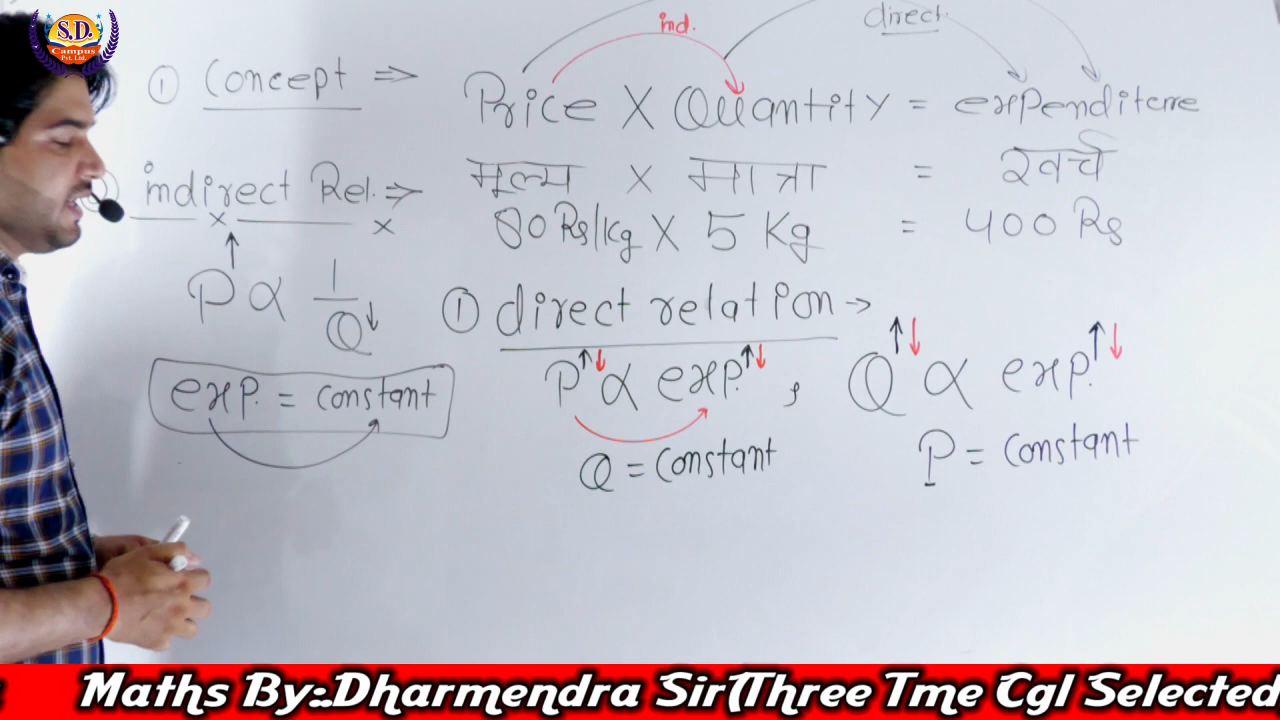 S.D.
Campus
Pvt. Ltd.
ind.
direct.
① Concept ⇒ Price X Quantity = expenditure
② indirect Rel. ⇒ मूल्य X मात्रा = खर्च
80 Rs/kg X 5 Kg = 400 Rs
P↑ ∝ 1/Q↓
① direct relation →
P↑↓ ∝ exp.↑↓ , Q↑↓ ∝ exp.↑↓
exp. = constant
Q = Constant
P = Constant
Maths By:-Dharmendra Sir(Three Tme Cgl Selected